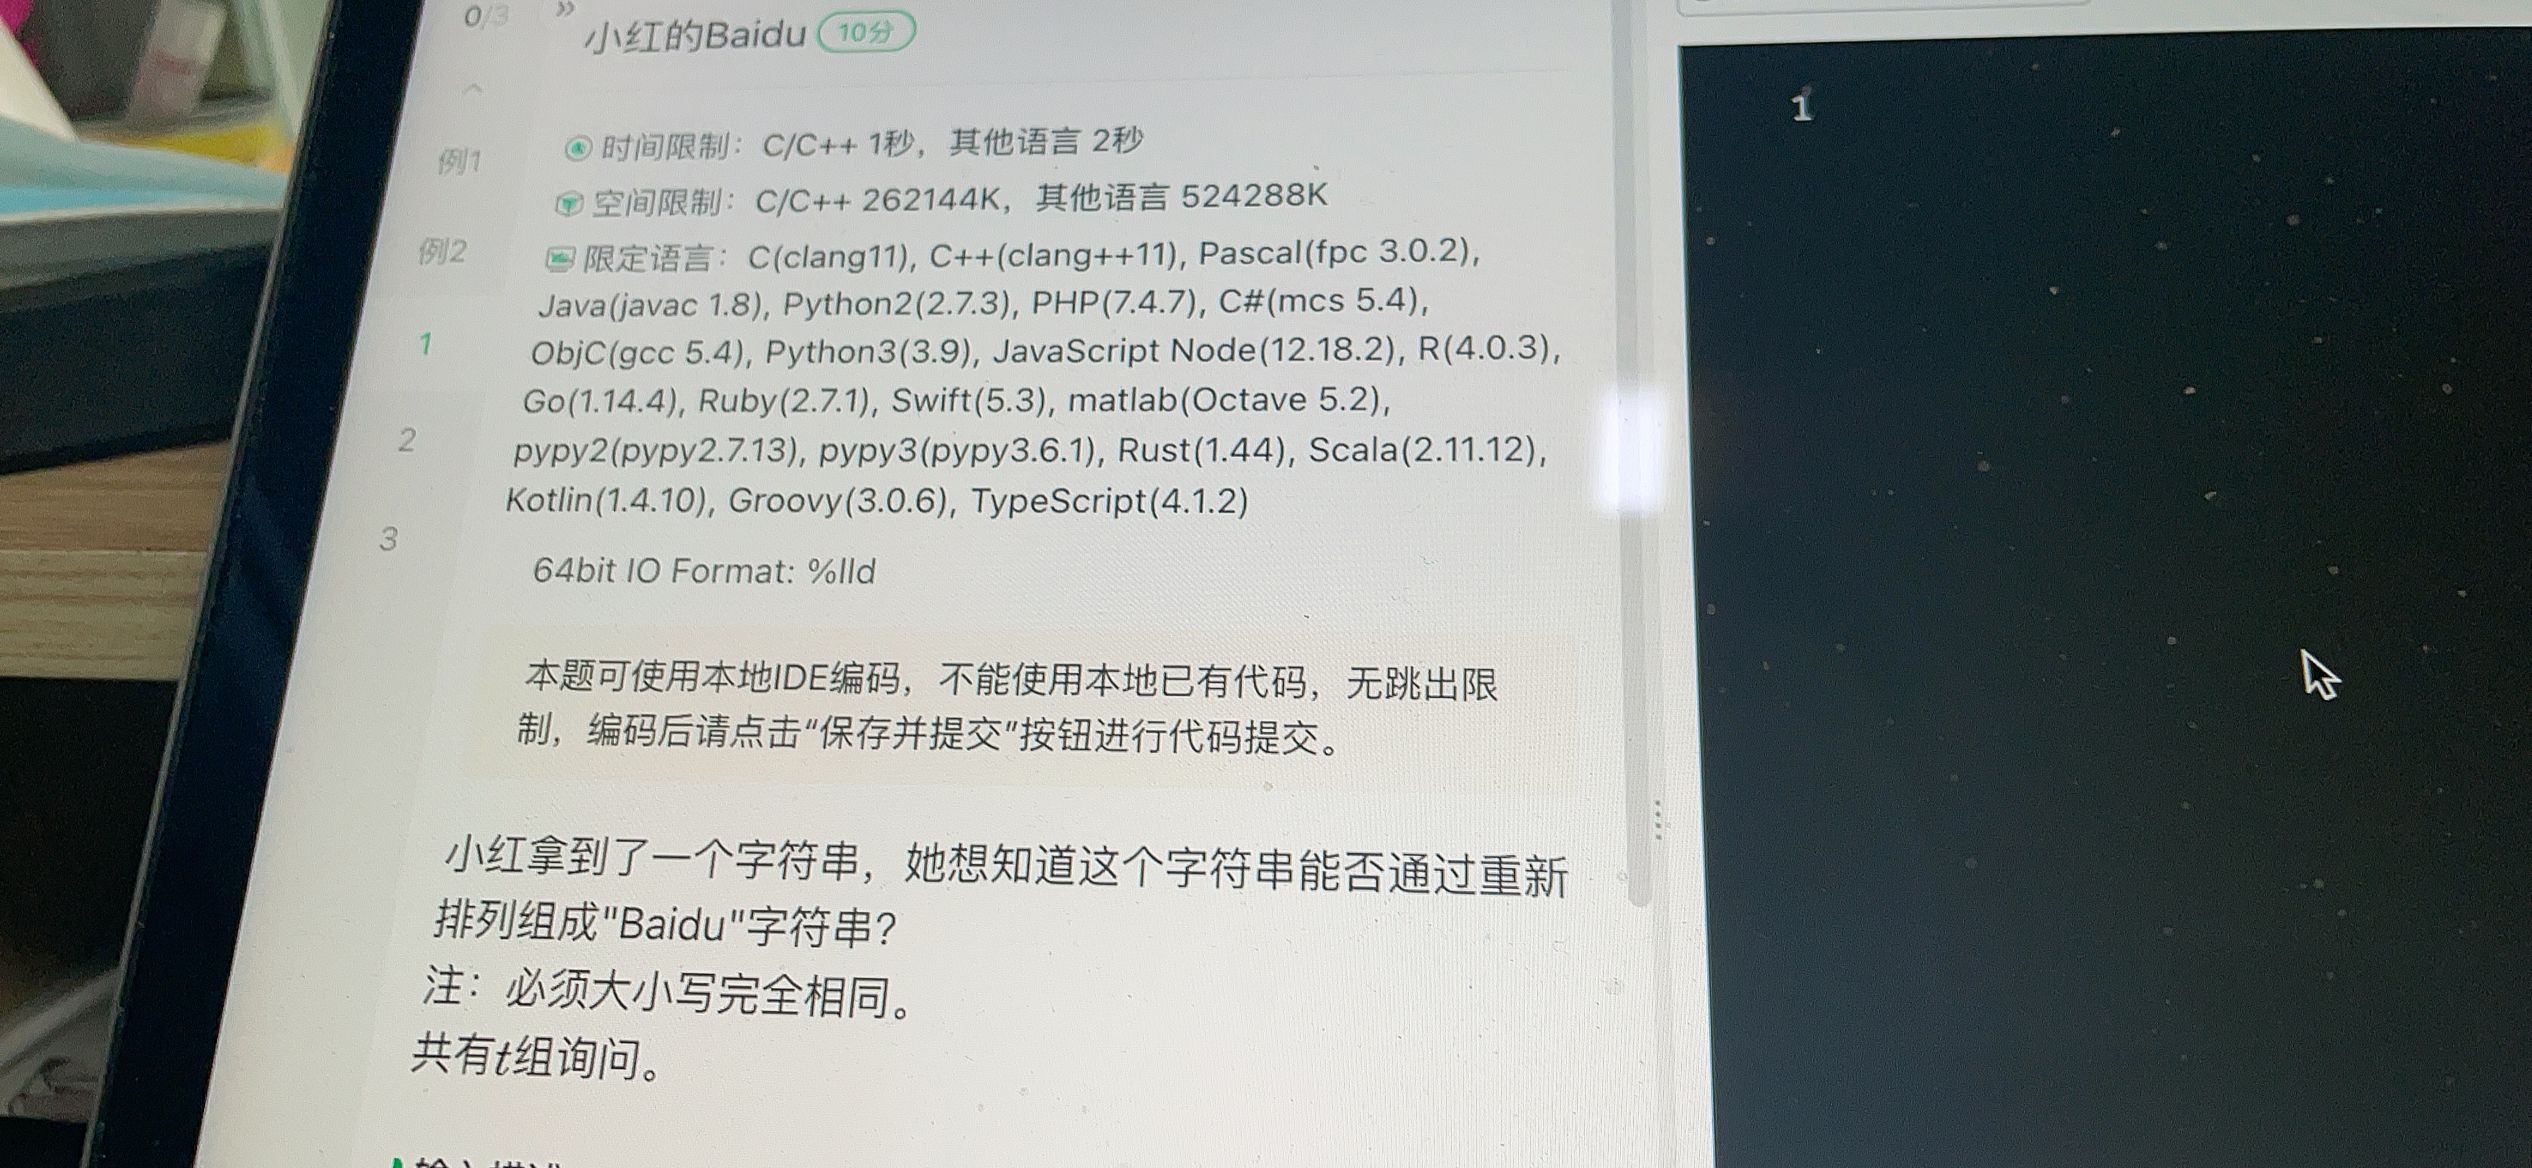 0/3
»
小红的Baidu 10分
例1
时间限制：C/C++ 1秒，其他语言 2秒
空间限制：C/C++ 262144K，其他语言 524288K
例2
限定语言：C(clang11), C++(clang++11), Pascal(fpc 3.0.2),
Java(javac 1.8), Python2(2.7.3), PHP(7.4.7), C#(mcs 5.4),
1
ObjC(gcc 5.4), Python3(3.9), JavaScript Node(12.18.2), R(4.0.3),
Go(1.14.4), Ruby(2.7.1), Swift(5.3), matlab(Octave 5.2),
2
pypy2(pypy2.7.13), pypy3(pypy3.6.1), Rust(1.44), Scala(2.11.12),
Kotlin(1.4.10), Groovy(3.0.6), TypeScript(4.1.2)
3
64bit IO Format: %lld
本题可使用本地IDE编码，不能使用本地已有代码，无跳出限
制，编码后请点击“保存并提交”按钮进行代码提交。
小红拿到了一个字符串，她想知道这个字符串能否通过重新
排列组成"Baidu"字符串？
注：必须大小写完全相同。
共有t组询问。
1